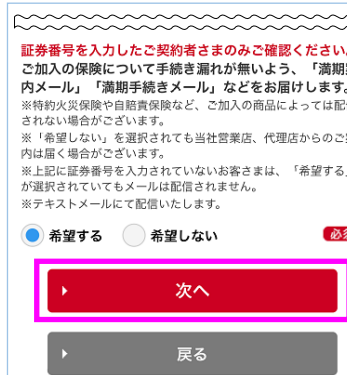 証券番号を入力したご契約者さまのみご確認ください
ご加入の保険について手続き漏れが無いよう、「満期
内メール」「満期手続きメール」などをお届けします
※特約火災保険や自賠責保険など、ご加入の商品によっては配
されない場合がございます。
※「希望しない」を選択されても当社営業店、代理店からのご
内は届く場合がございます。
※上記に証券番号を入力されていないお客さまは、「希望する」
が選択されていてもメールは配信されません。
※テキストメールにて配信いたします。
希望する 希望しない 必
次へ
戻る